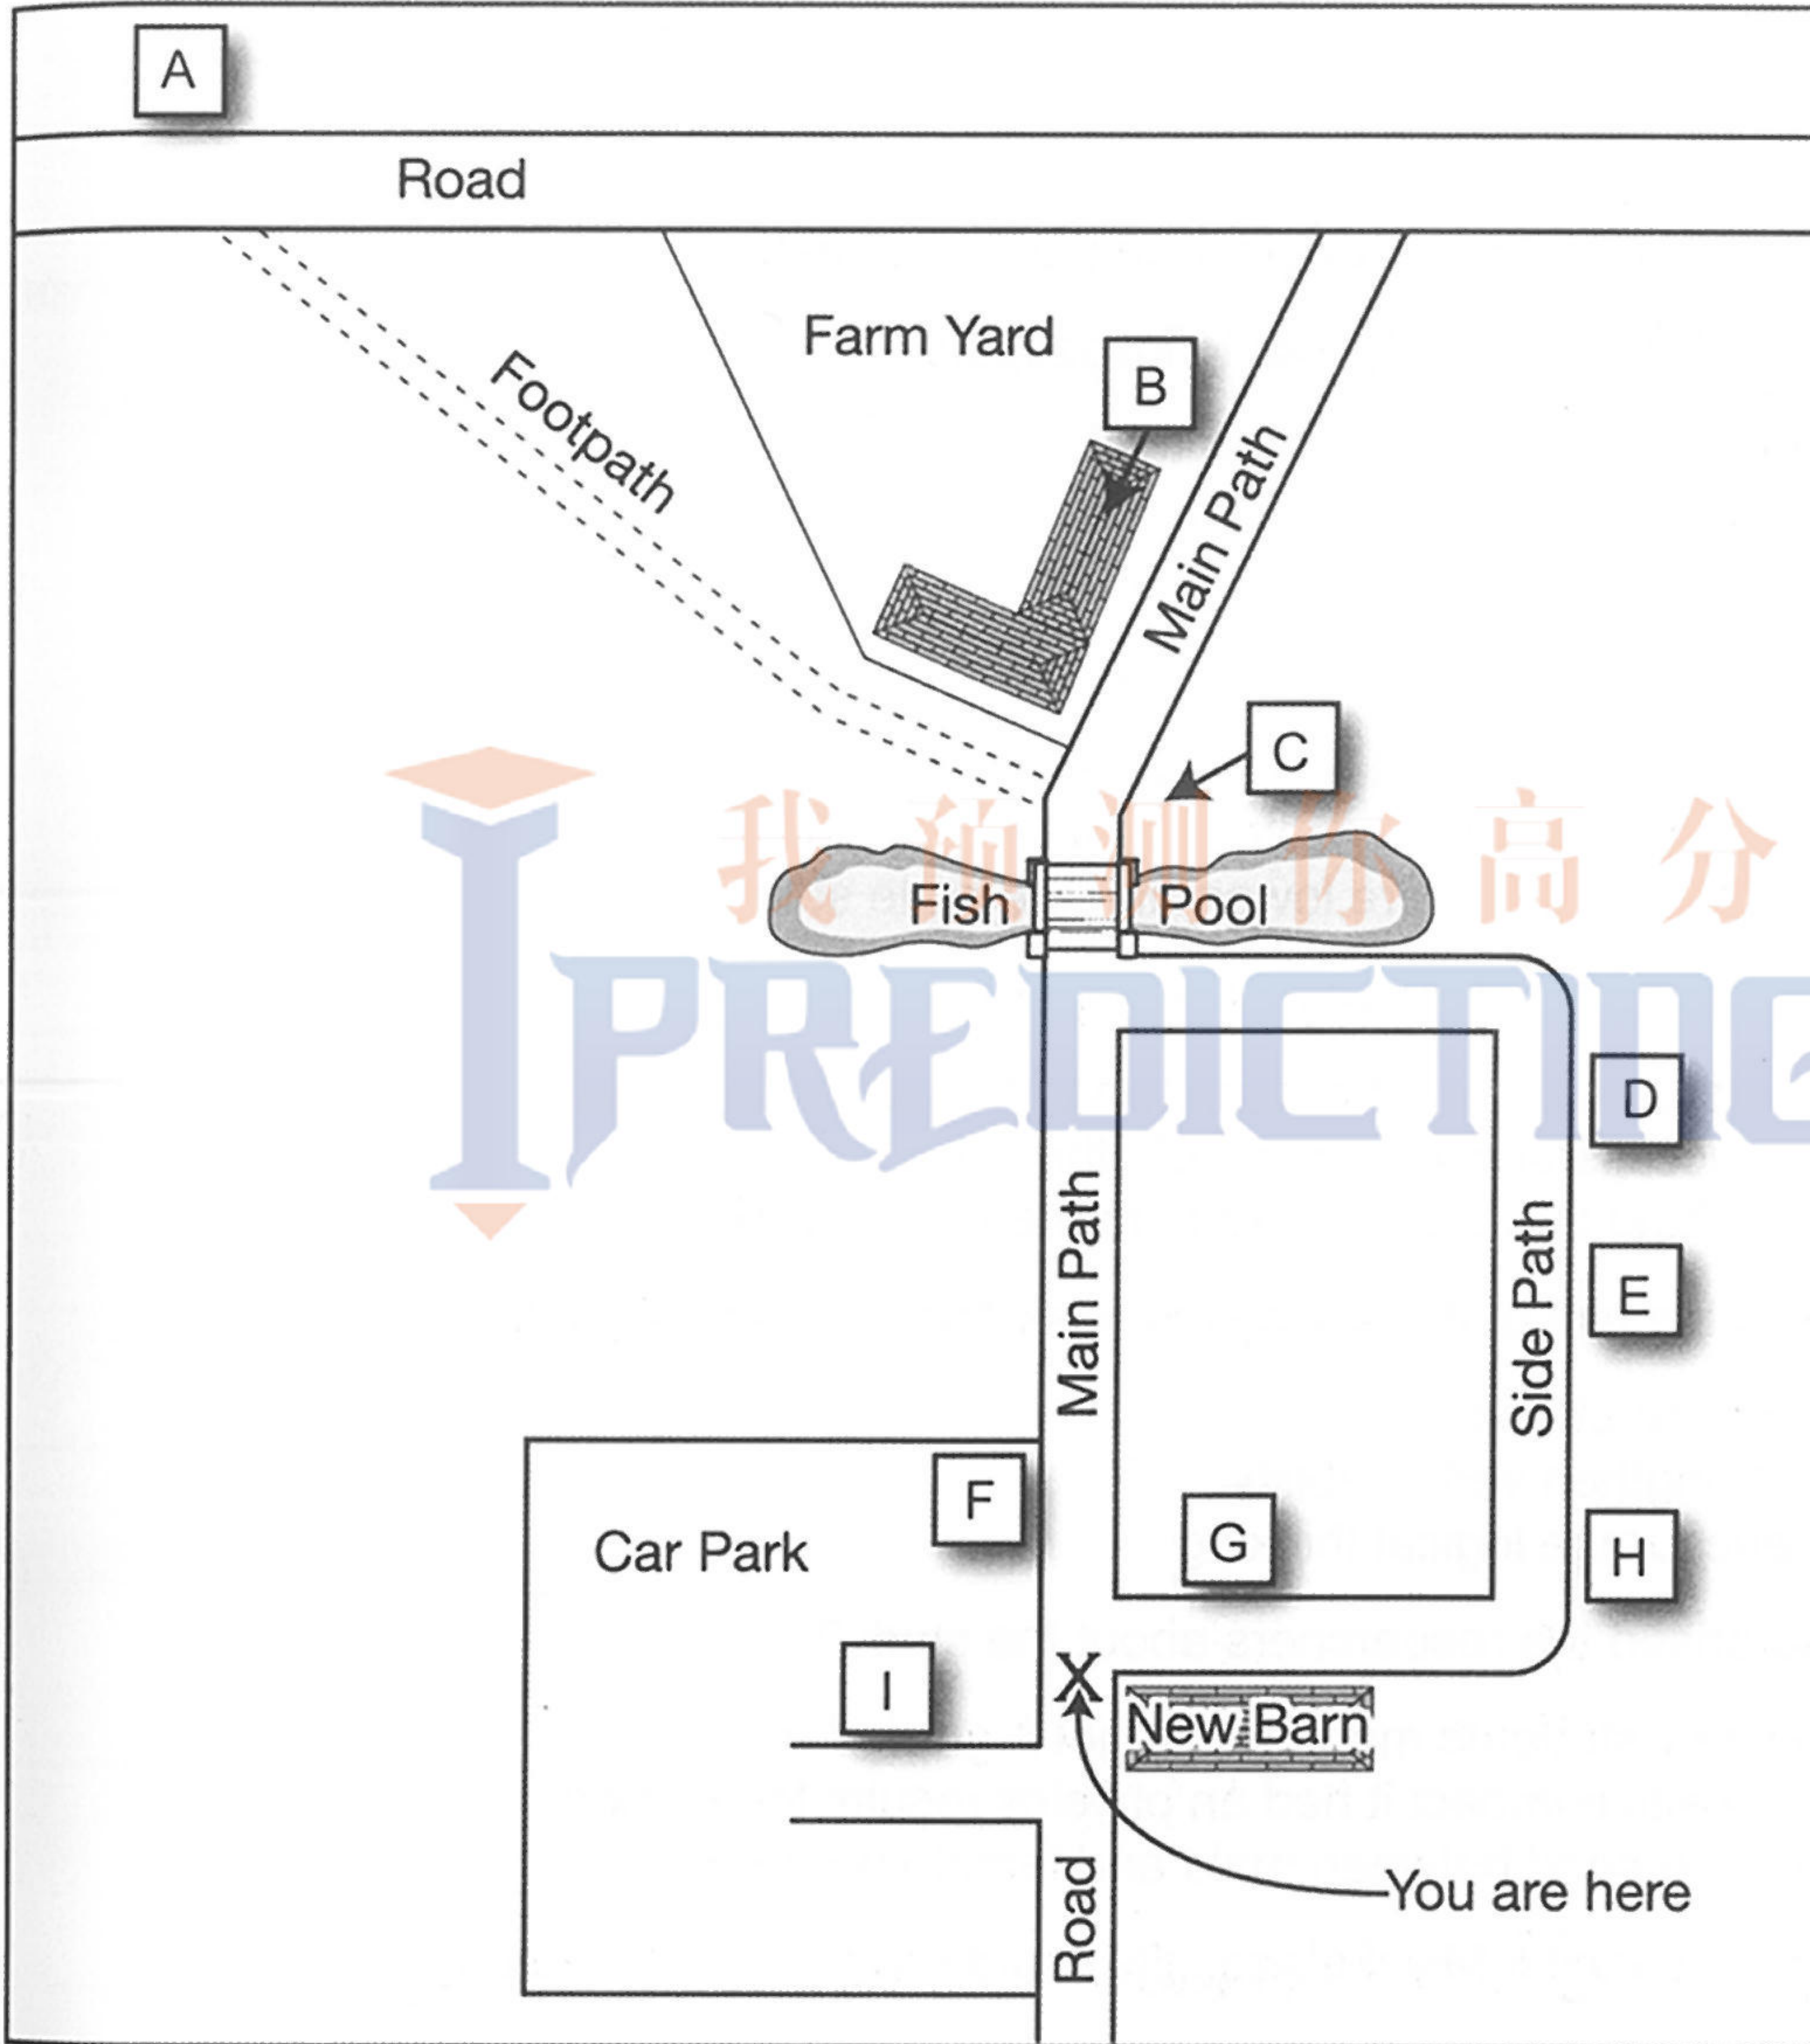 A
Road
Farm Yard
B
Footpath
Main Path
C
我预测你高分
Fish Pool
IPREDICTING
D
Main Path
Side Path
E
F
Car Park
G
H
I
X
New Barn
You are here
Road